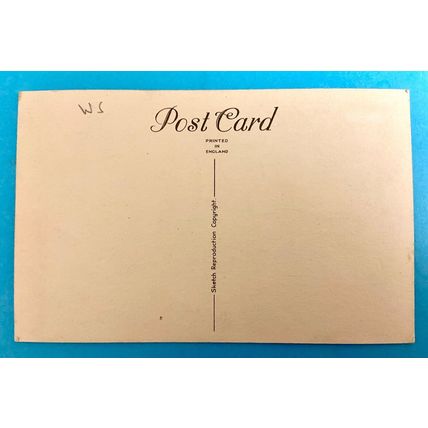 WS
Post Card
PRINTED
IN
ENGLAND
Sketch Reproduction Copyright.